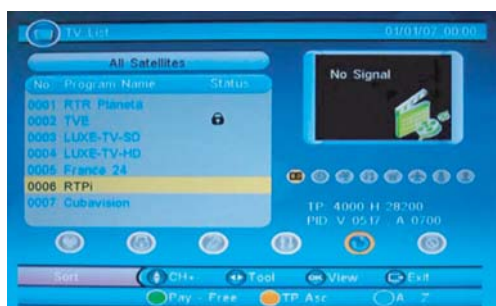 TV List 01/01/02 00:00
All Satellites
No Program Name Status
0001 RTR Planeta
0002 TVE
0003 LUXE-TV-SD
0004 LUXE-TV-HD
0005 France 24
0006 RTPi
0007 Cubavision
No Signal
TP 4000 H 28200
PID V 0517 A 0700
Sort CH+ Tool OK View Exit
Pay - Free TP Asc A Z